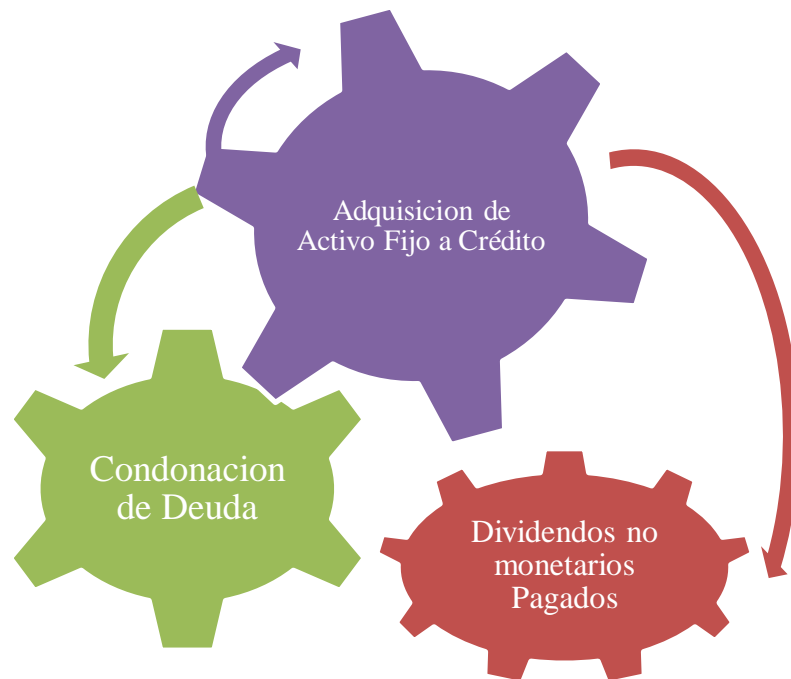 Adquisicion de
Activo Fijo a Crédito
Condonacion
de Deuda
Dividendos no
monetarios
Pagados